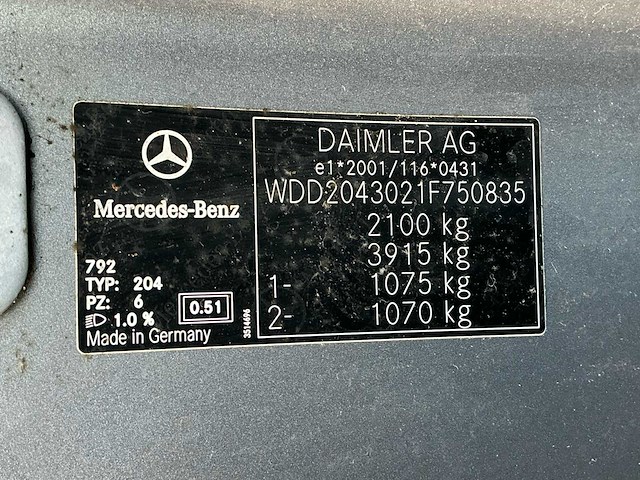 Mercedes-Benz
792
TYP: 204
PZ: 6
1.0 %
0.51
Made in Germany
3514696
DAIMLER AG
e1*2001/116*0431
WDD2043021F750835
2100 kg
3915 kg
1- 1075 kg
2- 1070 kg